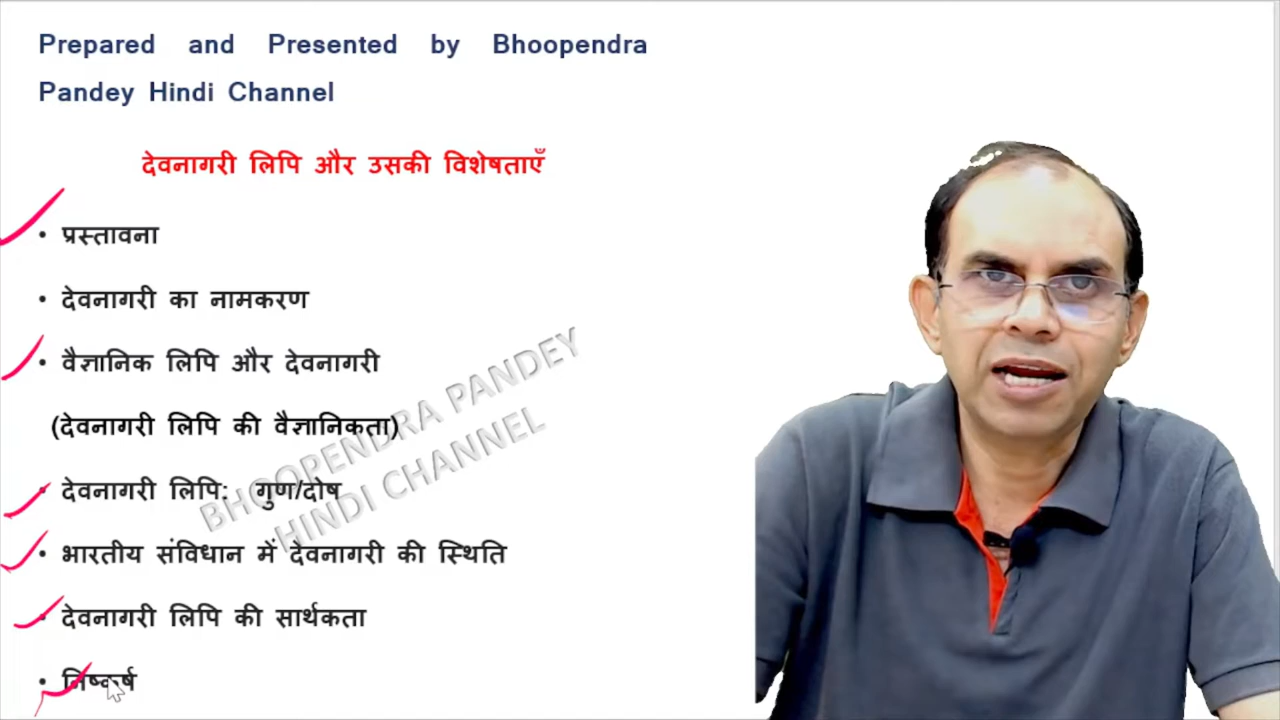 Prepared and Presented by Bhoopendra
Pandey Hindi Channel
देवनागरी लिपि और उसकी विशेषताएँ
• प्रस्तावना
• देवनागरी का नामकरण
• वैज्ञानिक लिपि और देवनागरी
(देवनागरी लिपि की वैज्ञानिकता)
• देवनागरी लिपि: गुण/दोष
• भारतीय संविधान में देवनागरी की स्थिति
• देवनागरी लिपि की सार्थकता
• निष्कर्ष
BHOOPENDRA PANDEY
HINDI CHANNEL